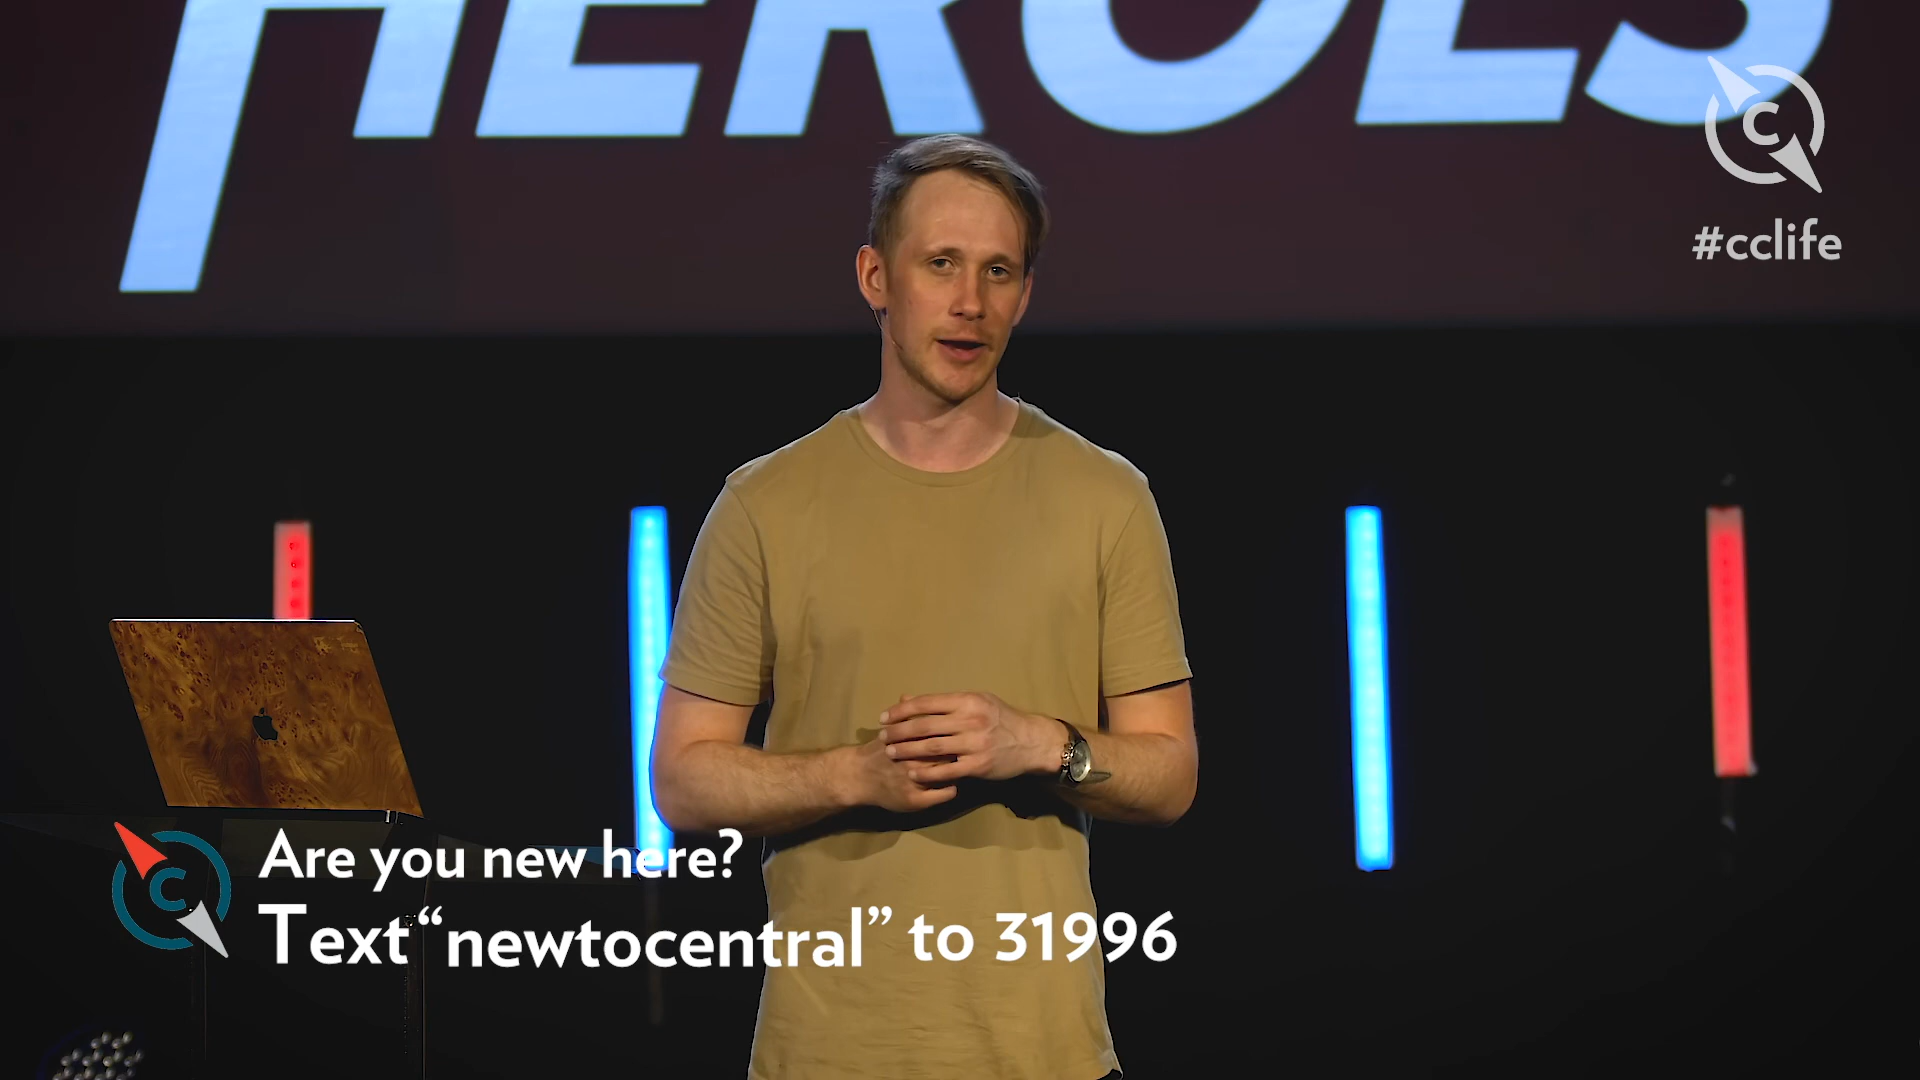 HEROES
C
#cclife
C
Are you new here?
Text “newtocentral” to 31996